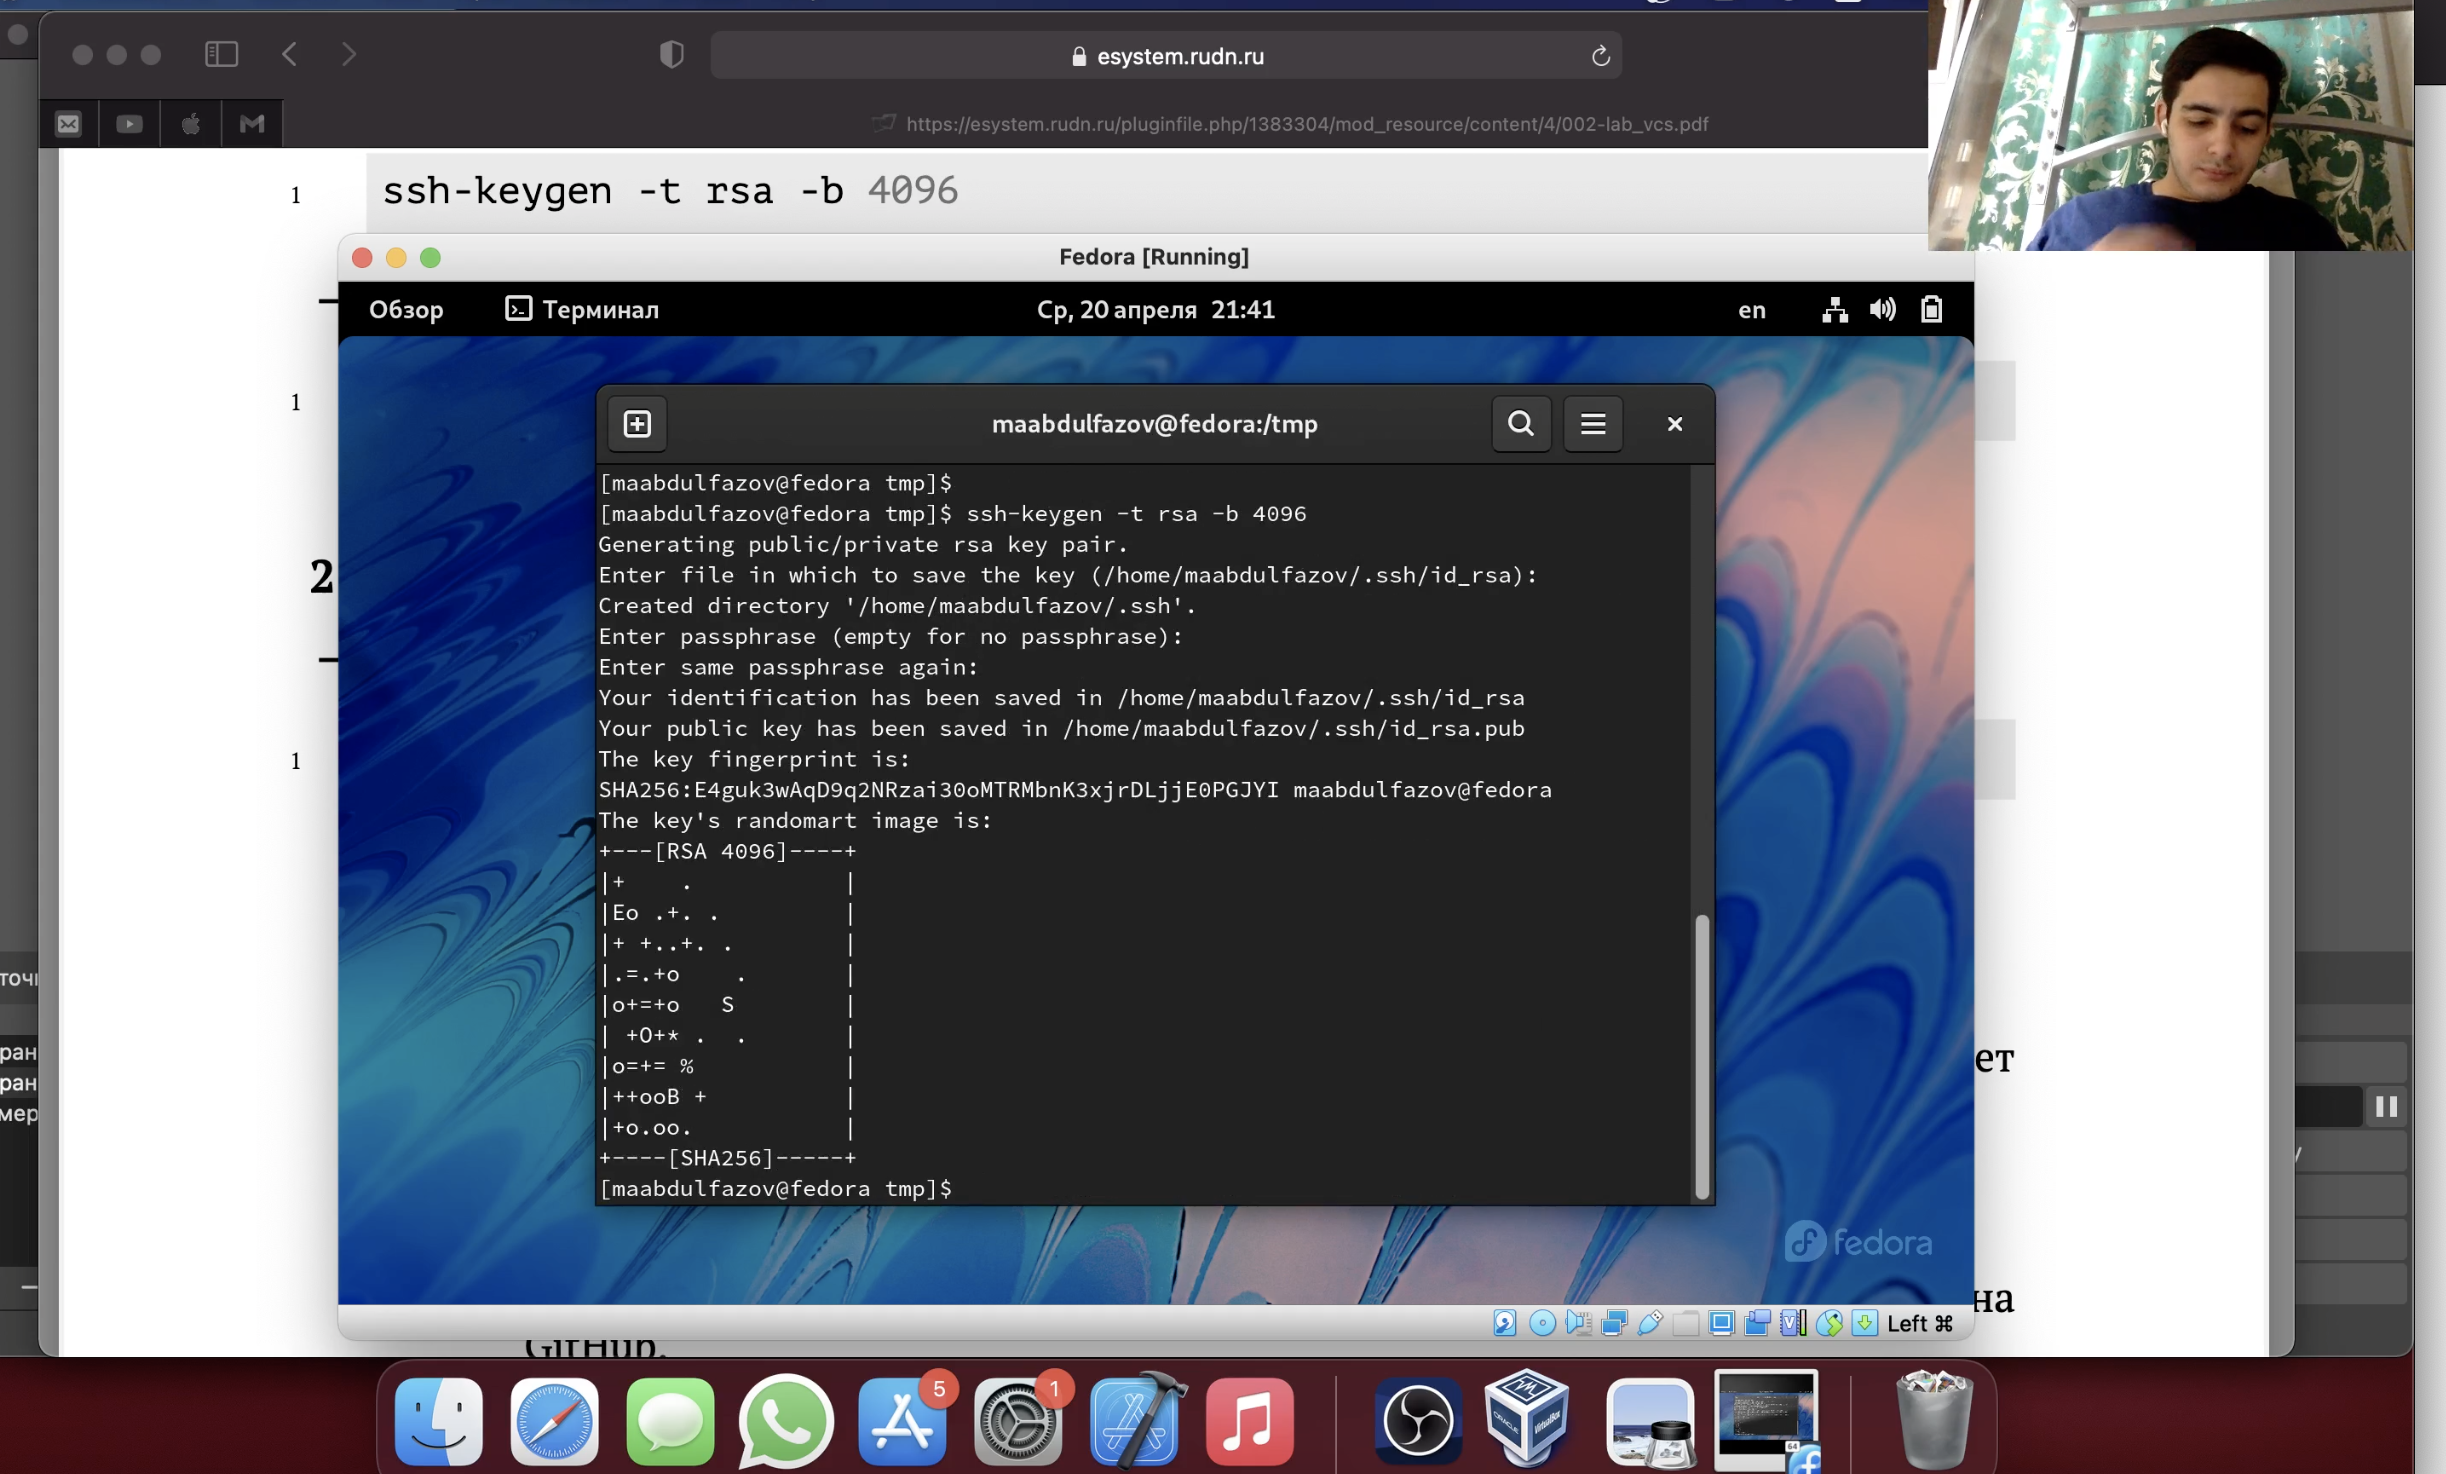 esystem.rudn.ru
https://esystem.rudn.ru/pluginfile.php/1383304/mod_resource/content/4/002-lab_vcs.pdf
1 ssh-keygen -t rsa -b 4096
Fedora [Running]
Обзор Терминал Ср, 20 апреля 21:41 en
1
maabdulfazov@fedora:/tmp
[maabdulfazov@fedora tmp]$
[maabdulfazov@fedora tmp]$ ssh-keygen -t rsa -b 4096
Generating public/private rsa key pair.
Enter file in which to save the key (/home/maabdulfazov/.ssh/id_rsa):
2
Created directory '/home/maabdulfazov/.ssh'.
Enter passphrase (empty for no passphrase):
Enter same passphrase again:
Your identification has been saved in /home/maabdulfazov/.ssh/id_rsa
Your public key has been saved in /home/maabdulfazov/.ssh/id_rsa.pub
1
The key fingerprint is:
SHA256:E4guk3wAqD9q2NRzai30oMTRMbnK3xjrDLjjE0PGJYI maabdulfazov@fedora
The key's randomart image is:
+---[RSA 4096]----+
|+    .           |
|Eo .+. .         |
|+ +..+. .        |
|.=.+o    .       |
|o+=+o   S        |
| +O+* .  .       |
|o=+= %           |
|++ooB +          |
|+o.oo.           |
+----[SHA256]-----+
[maabdulfazov@fedora tmp]$
ет
fedora
на
Left ⌘
GitHub.
5
1